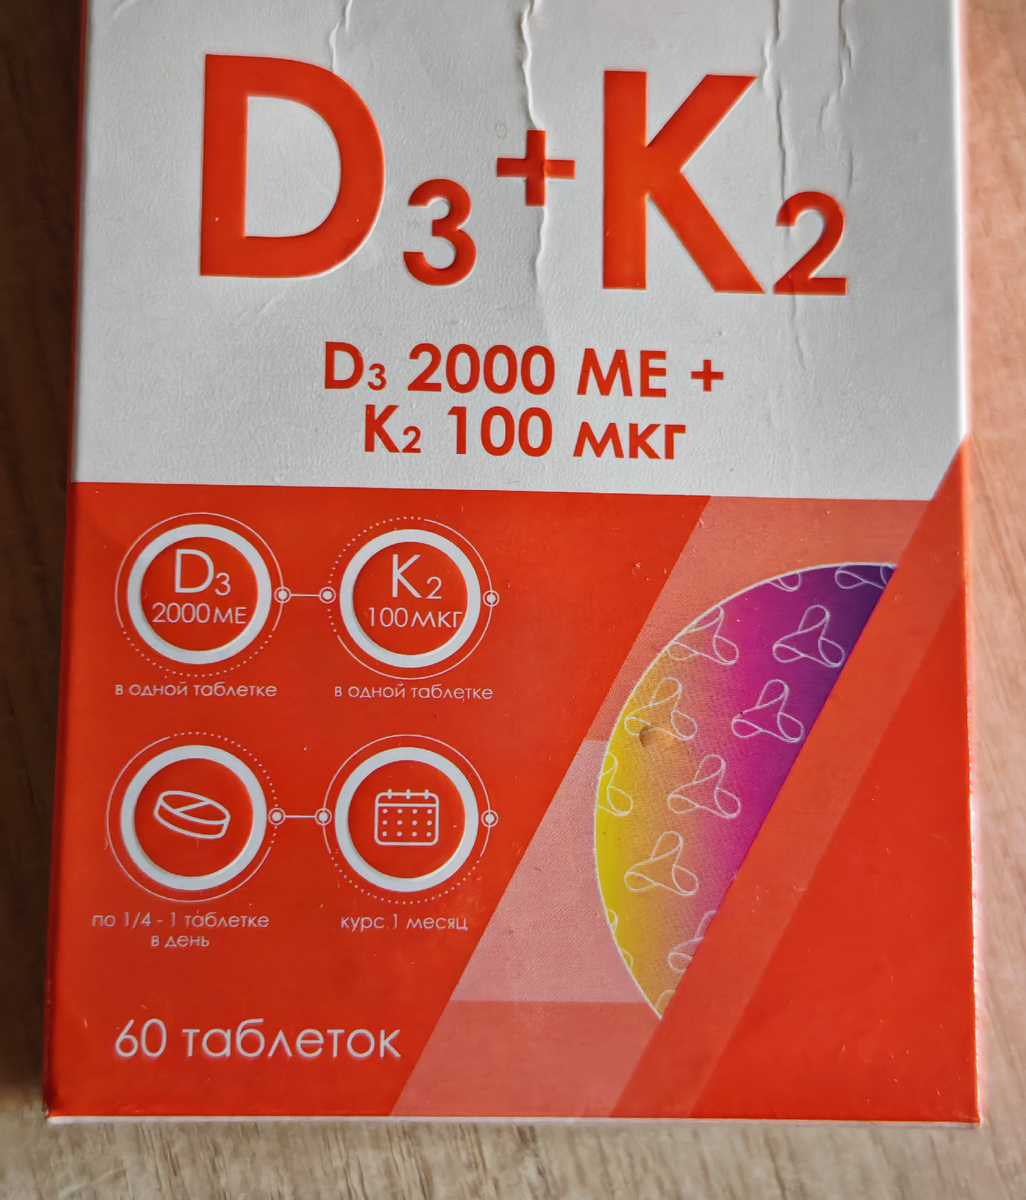 D3+K2
D3 2000 МЕ +
K2 100 мкг
D3
2000МЕ
K2
100мкг
в одной таблетке
в одной таблетке
по 1/4 - 1 таблетке
в день
курс 1 месяц
60 таблеток